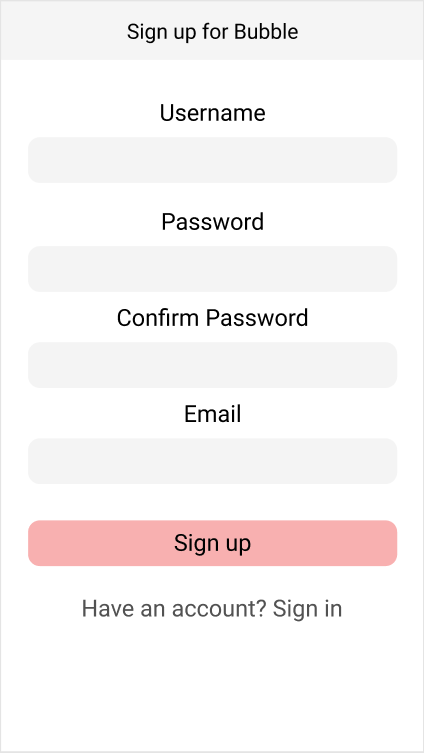 Sign up for Bubble
Username
Password
Confirm Password
Email
Sign up
Have an account? Sign in